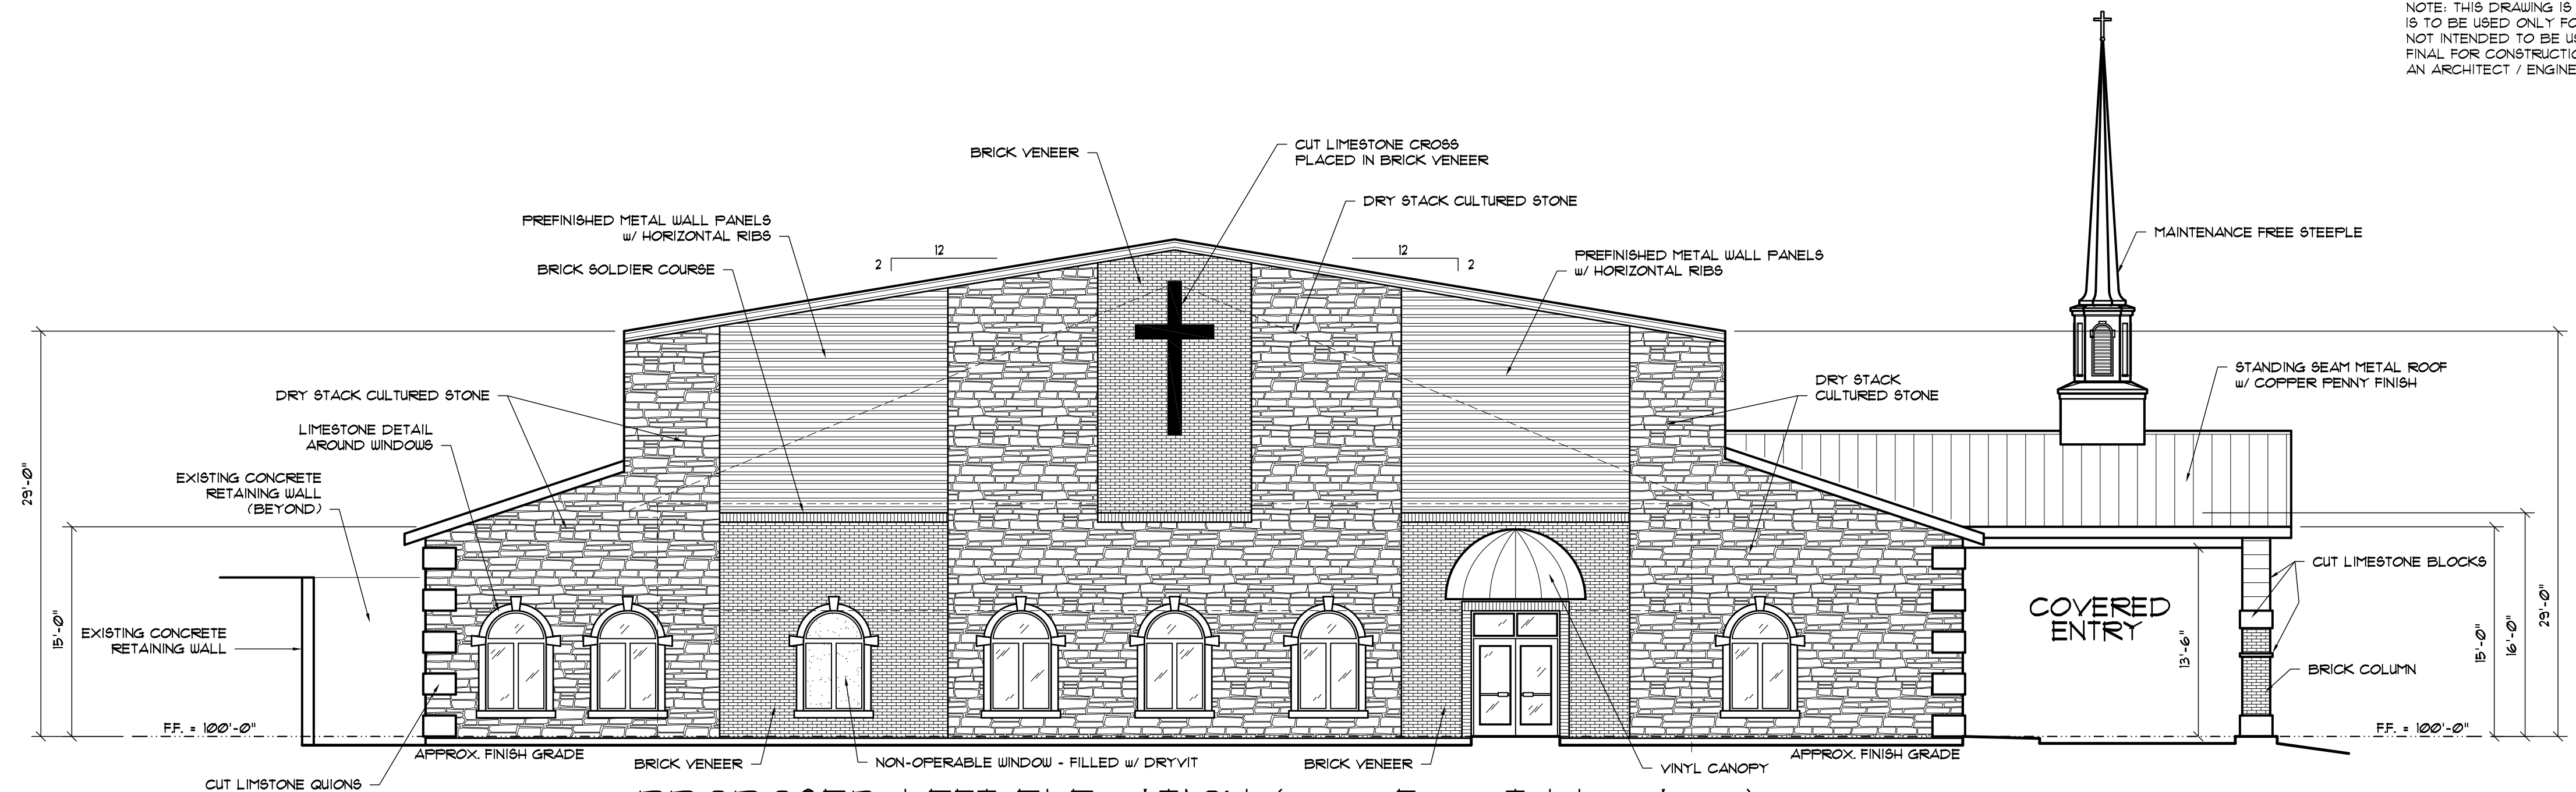 NOTE: THIS DRAWING IS
IS TO BE USED ONLY
NOT INTENDED TO BE
FINAL FOR
AN ARCHITECT /
BRICK VENEER
CUT LIMESTONE CROSS
PLACED IN BRICK VENEER
DRY STACK CULTURED STONE
PREFINISHED METAL WALL PANELS
w/ HORIZONTAL RIBS
BRICK SOLDIER COURSE
2
12
12
2
PREFINISHED METAL WALL PANELS
w/ HORIZONTAL RIBS
MAINTENANCE FREE STEEPLE
STANDING SEAM METAL ROOF
w/ COPPER PENNY FINISH
DRY STACK CULTURED STONE
DRY STACK
CULTURED STONE
LIMESTONE DETAIL
AROUND WINDOWS
EXISTING CONCRETE
RETAINING WALL
(BEYOND)
29'-0"
15'-0"
EXISTING CONCRETE
RETAINING WALL
CUT LIMESTONE BLOCKS
COVERED
ENTRY
13'-6"
15'-0"
16'-0"
29'-0"
BRICK COLUMN
F.F. = 100'-0"
F.F. = 100'-0"
APPROX. FINISH GRADE
APPROX. FINISH GRADE
BRICK VENEER
NON-OPERABLE WINDOW - FILLED w/ DRYVIT
BRICK VENEER
VINYL CANOPY
CUT LIMSTONE QUIONS